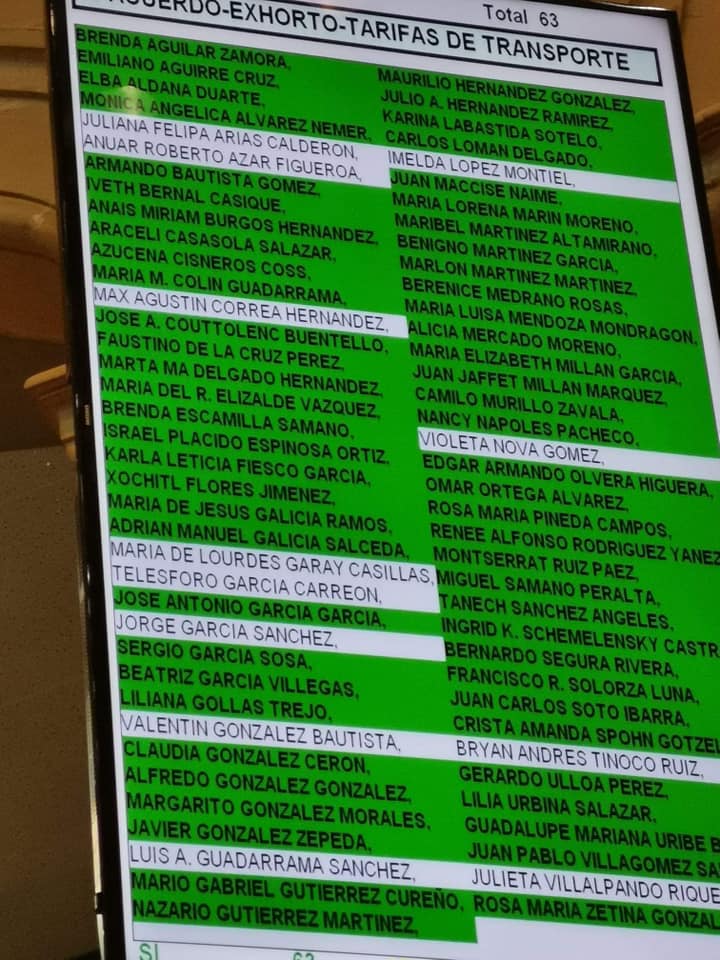 Total 63
ACUERDO-EXHORTO-TARIFAS DE TRANSPORTE
BRENDA AGUILAR ZAMORA,
EMILIANO AGUIRRE CRUZ,
ELBA ALDANA DUARTE,
MONICA ANGELICA ALVAREZ NEMER,
JULIANA FELIPA ARIAS CALDERON,
ANUAR ROBERTO AZAR FIGUEROA,
ARMANDO BAUTISTA GOMEZ,
IVETH BERNAL CASIQUE,
ANAIS MIRIAM BURGOS HERNANDEZ,
ARACELI CASASOLA SALAZAR,
AZUCENA CISNEROS COSS,
MARIA M. COLIN GUADARRAMA,
MAX AGUSTIN CORREA HERNANDEZ,
JOSE A. COUTTOLENC BUENTELLO,
FAUSTINO DE LA CRUZ PEREZ,
MARTA MA DELGADO HERNANDEZ,
MARIA DEL R. ELIZALDE VAZQUEZ,
BRENDA ESCAMILLA SAMANO,
ISRAEL PLACIDO ESPINOSA ORTIZ,
KARLA LETICIA FIESCO GARCIA,
XOCHITL FLORES JIMENEZ,
MARIA DE JESUS GALICIA RAMOS,
ADRIAN MANUEL GALICIA SALCEDA,
MARIA DE LOURDES GARAY CASILLAS,
TELESFORO GARCIA CARREON,
JOSE ANTONIO GARCIA GARCIA,
JORGE GARCIA SANCHEZ,
SERGIO GARCIA SOSA,
BEATRIZ GARCIA VILLEGAS,
LILIANA GOLLAS TREJO,
VALENTIN GONZALEZ BAUTISTA,
CLAUDIA GONZALEZ CERON,
ALFREDO GONZALEZ GONZALEZ,
MARGARITO GONZALEZ MORALES,
JAVIER GONZALEZ ZEPEDA,
LUIS A. GUADARRAMA SANCHEZ,
MARIO GABRIEL GUTIERREZ CUREÑO,
NAZARIO GUTIERREZ MARTINEZ,
MAURILIO HERNANDEZ GONZALEZ,
JULIO A. HERNANDEZ RAMIREZ,
KARINA LABASTIDA SOTELO,
CARLOS LOMAN DELGADO,
IMELDA LOPEZ MONTIEL,
JUAN MACCISE NAIME,
MARIA LORENA MARIN MORENO,
MARIBEL MARTINEZ ALTAMIRANO,
BENIGNO MARTINEZ GARCIA,
MARLON MARTINEZ MARTINEZ,
BERENICE MEDRANO ROSAS,
MARIA LUISA MENDOZA MONDRAGON,
ALICIA MERCADO MORENO,
MARIA ELIZABETH MILLAN GARCIA,
JUAN JAFFET MILLAN MARQUEZ,
CAMILO MURILLO ZAVALA,
NANCY NAPOLES PACHECO,
VIOLETA NOVA GOMEZ,
EDGAR ARMANDO OLVERA HIGUERA,
OMAR ORTEGA ALVAREZ,
ROSA MARIA PINEDA CAMPOS,
RENEE ALFONSO RODRIGUEZ YANEZ
MONTSERRAT RUIZ PAEZ,
MIGUEL SAMANO PERALTA,
TANECH SANCHEZ ANGELES,
INGRID K. SCHEMELENSKY CASTR
BERNARDO SEGURA RIVERA,
FRANCISCO R. SOLORZA LUNA,
JUAN CARLOS SOTO IBARRA,
CRISTA AMANDA SPOHN GOTZEL
BRYAN ANDRES TINOCO RUIZ,
GERARDO ULLOA PEREZ,
LILIA URBINA SALAZAR,
GUADALUPE MARIANA URIBE B
JUAN PABLO VILLAGOMEZ SA
JULIETA VILLALPANDO RIQUE
ROSA MARIA ZETINA GONZAL
SI 63